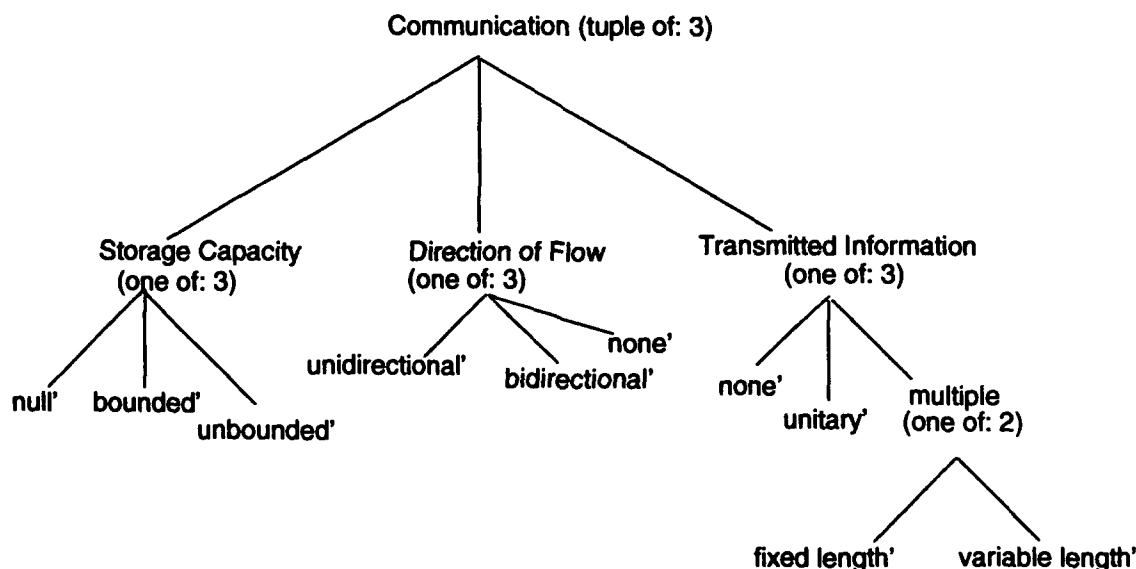 Communication (tuple of: 3)
Storage Capacity
(one of: 3)
Direction of Flow
(one of: 3)
Transmitted Information
(one of: 3)
null'
bounded'
unbounded'
unidirectional'
bidirectional'
none'
none'
unitary'
multiple
(one of: 2)
fixed length'
variable length'